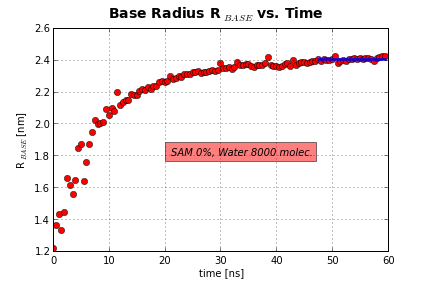 Base Radius R BASE vs. Time
2.6
2.4
2.2
2.0
1.8
1.6
1.4
1.2
R BASE [nm]
SAM 0%, Water 8000 molec.
0 10 20 30 40 50 60
time [ns]